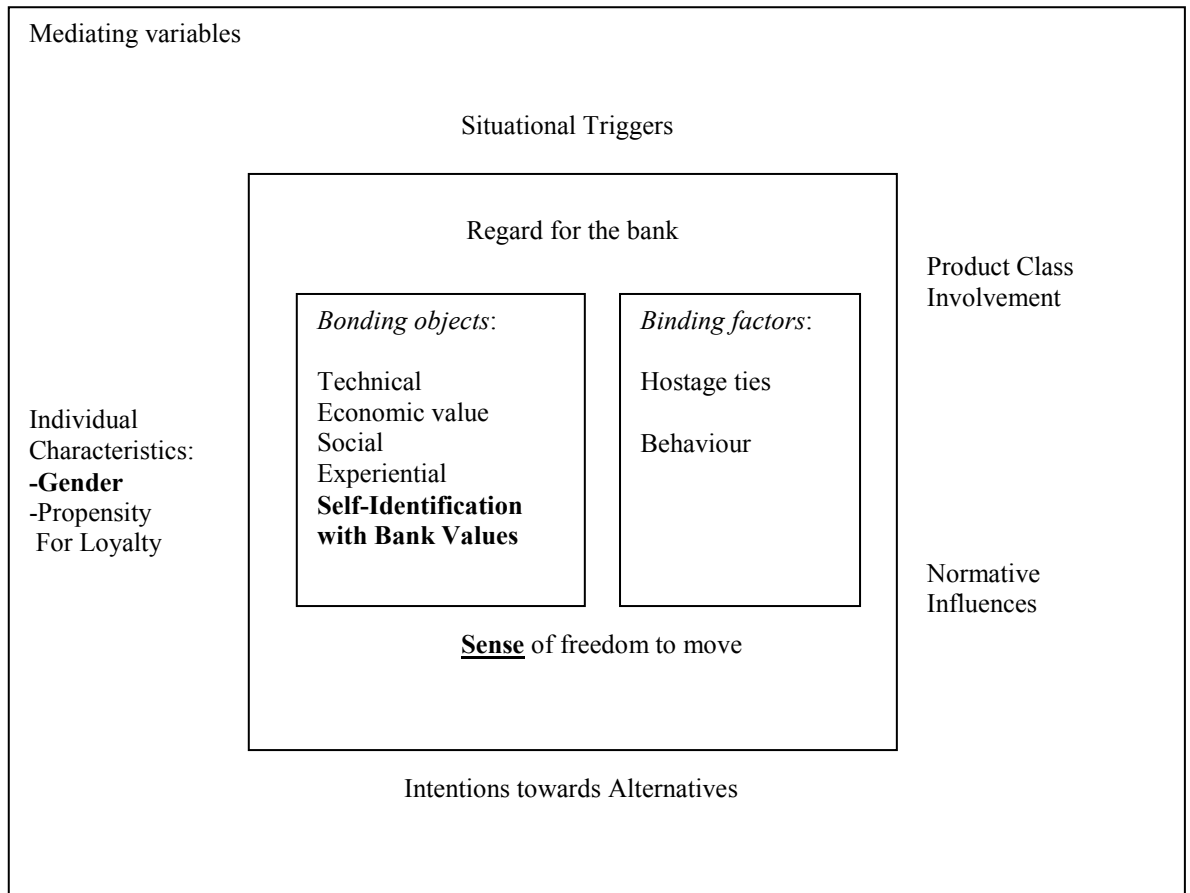 Mediating variables
Situational Triggers
Regard for the bank
Product Class
Involvement
Bonding objects:
Technical
Economic value
Social
Experiential
Self-Identification
with Bank Values
Binding factors:
Hostage ties
Behaviour
Individual
Characteristics:
-Gender
-Propensity
For Loyalty
Normative
Influences
Sense of freedom to move
Intentions towards Alternatives